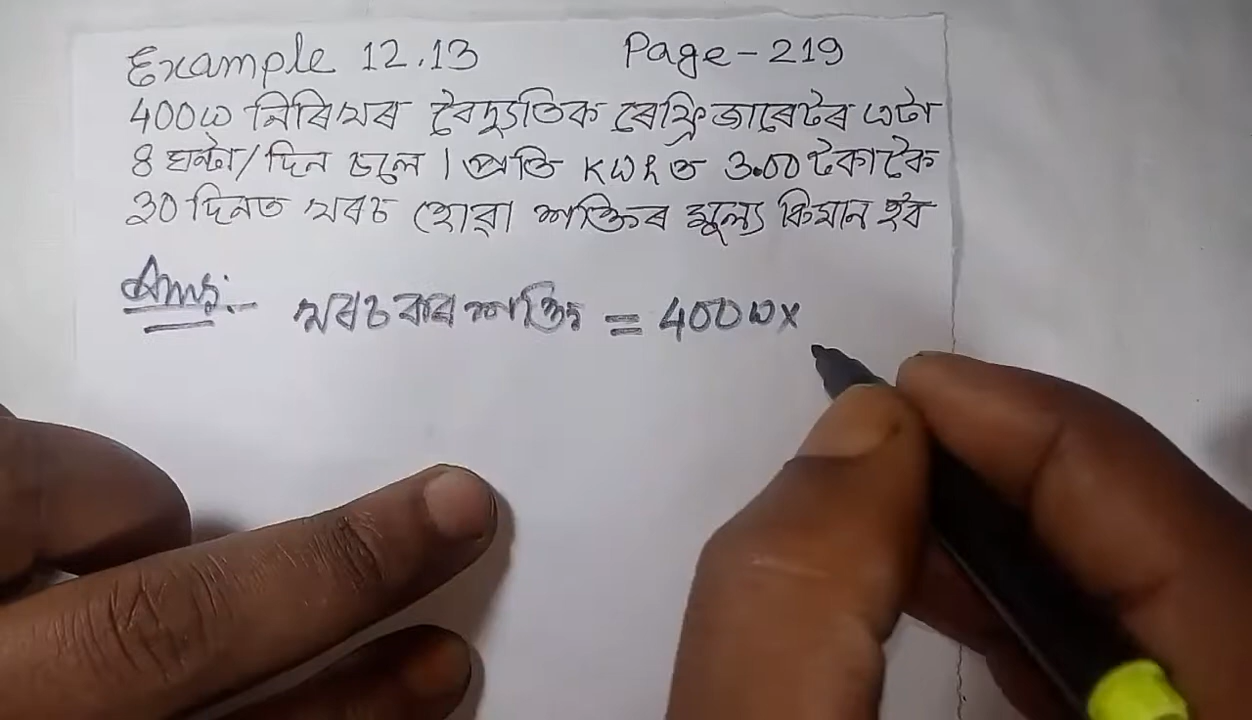 Example 12.13 Page-219
400W নিৰিখৰ বৈদ্যুতিক ৰেফ্ৰিজাৰেটৰ এটা
8 ঘন্টা/দিন চলে। প্ৰতি KWh ত 3.00 টকাকৈ
30 দিনত খৰচ হোৱা শক্তিৰ মূল্য কিমান হ'ব
Ans: খৰচ কৰা শক্তি = 400W×